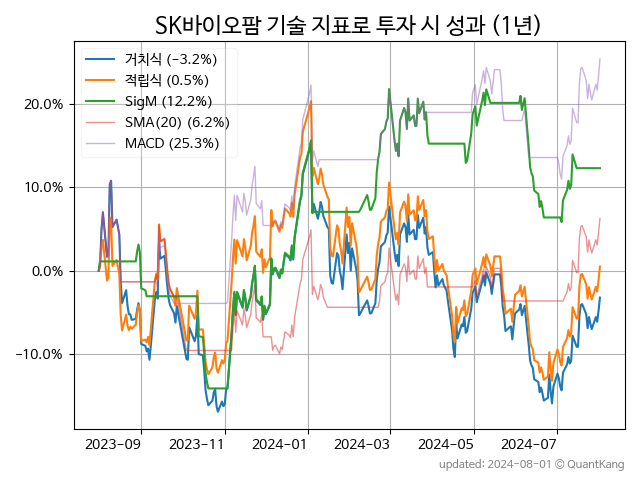 SK바이오팜 기술 지표로 투자 시 성과 (1년)
거치식 (−3.2%)
적립식 (0.5%)
SigM (12.2%)
SMA(20) (6.2%)
MACD (25.3%)
20.0%
10.0%
0.0%
−10.0%
2023-09 2023-11 2024-01 2024-03 2024-05 2024-07
updated: 2024-08-01 © QuantKang